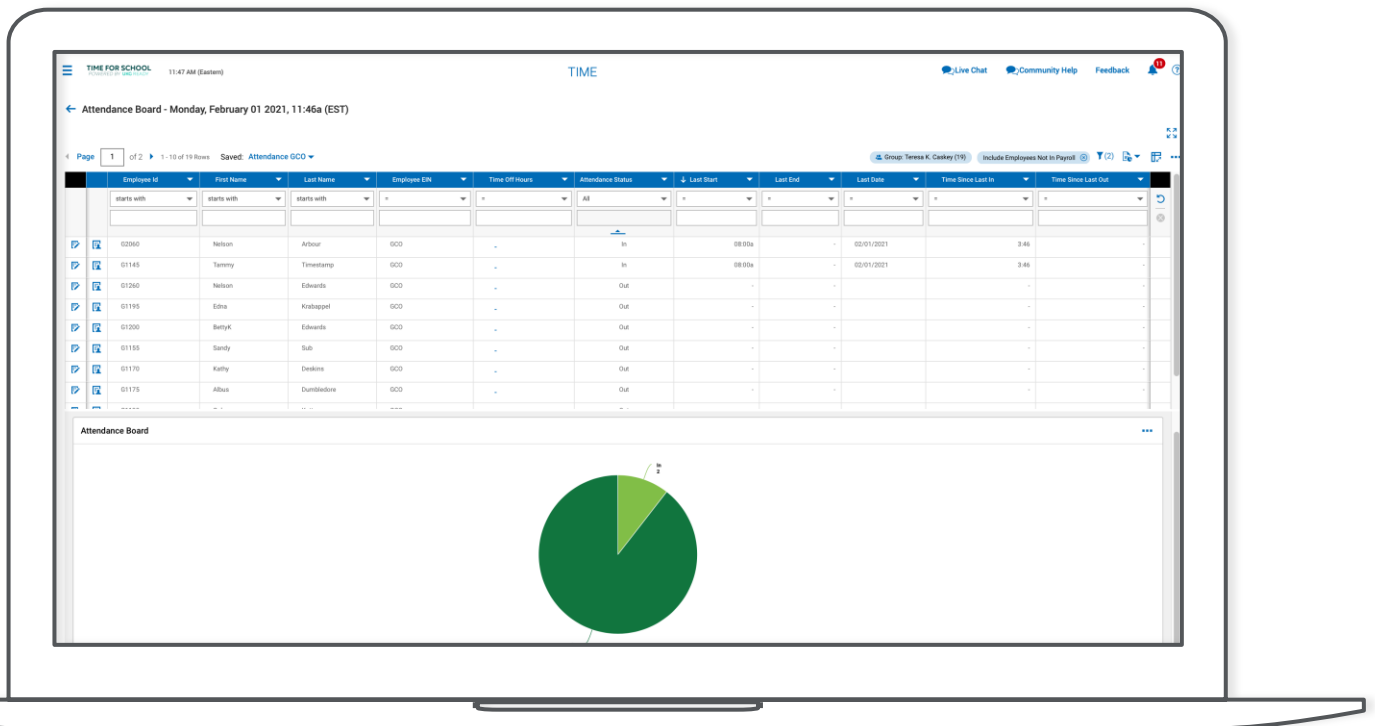 TIME FOR SCHOOL
POWERED BY UKG READY
11:47 AM (Eastern)
TIME
Live Chat
Community Help
Feedback
11
?
Attendance Board - Monday, February 01 2021, 11:46a (EST)
Page 1 of 2 1 - 10 of 19 Rows Saved: Attendance GCO
Group: Teresa K. Caskey (19) Include Employees Not In Payroll (2)
Employee Id First Name Last Name Employee EIN Time Off Hours Attendance Status Last Start Last End Last Date Time Since Last In Time Since Last Out
starts with starts with starts with = = All = = = = =
G2060 Nelson Arbour GCO - In 08:00a - 02/01/2021 3:46 -
G1145 Tammy Timestamp GCO - In 08:00a - 02/01/2021 3:46 -
G1260 Nelson Edwards GCO - Out - - - -
G1195 Edna Krabappel GCO - Out - - - -
G1200 BettyK Edwards GCO - Out - - - -
G1155 Sandy Sub GCO - Out - - - -
G1170 Kathy Deskins GCO - Out - - - -
G1175 Albus Dumbledore GCO - Out - - - -
Attendance Board
In
2